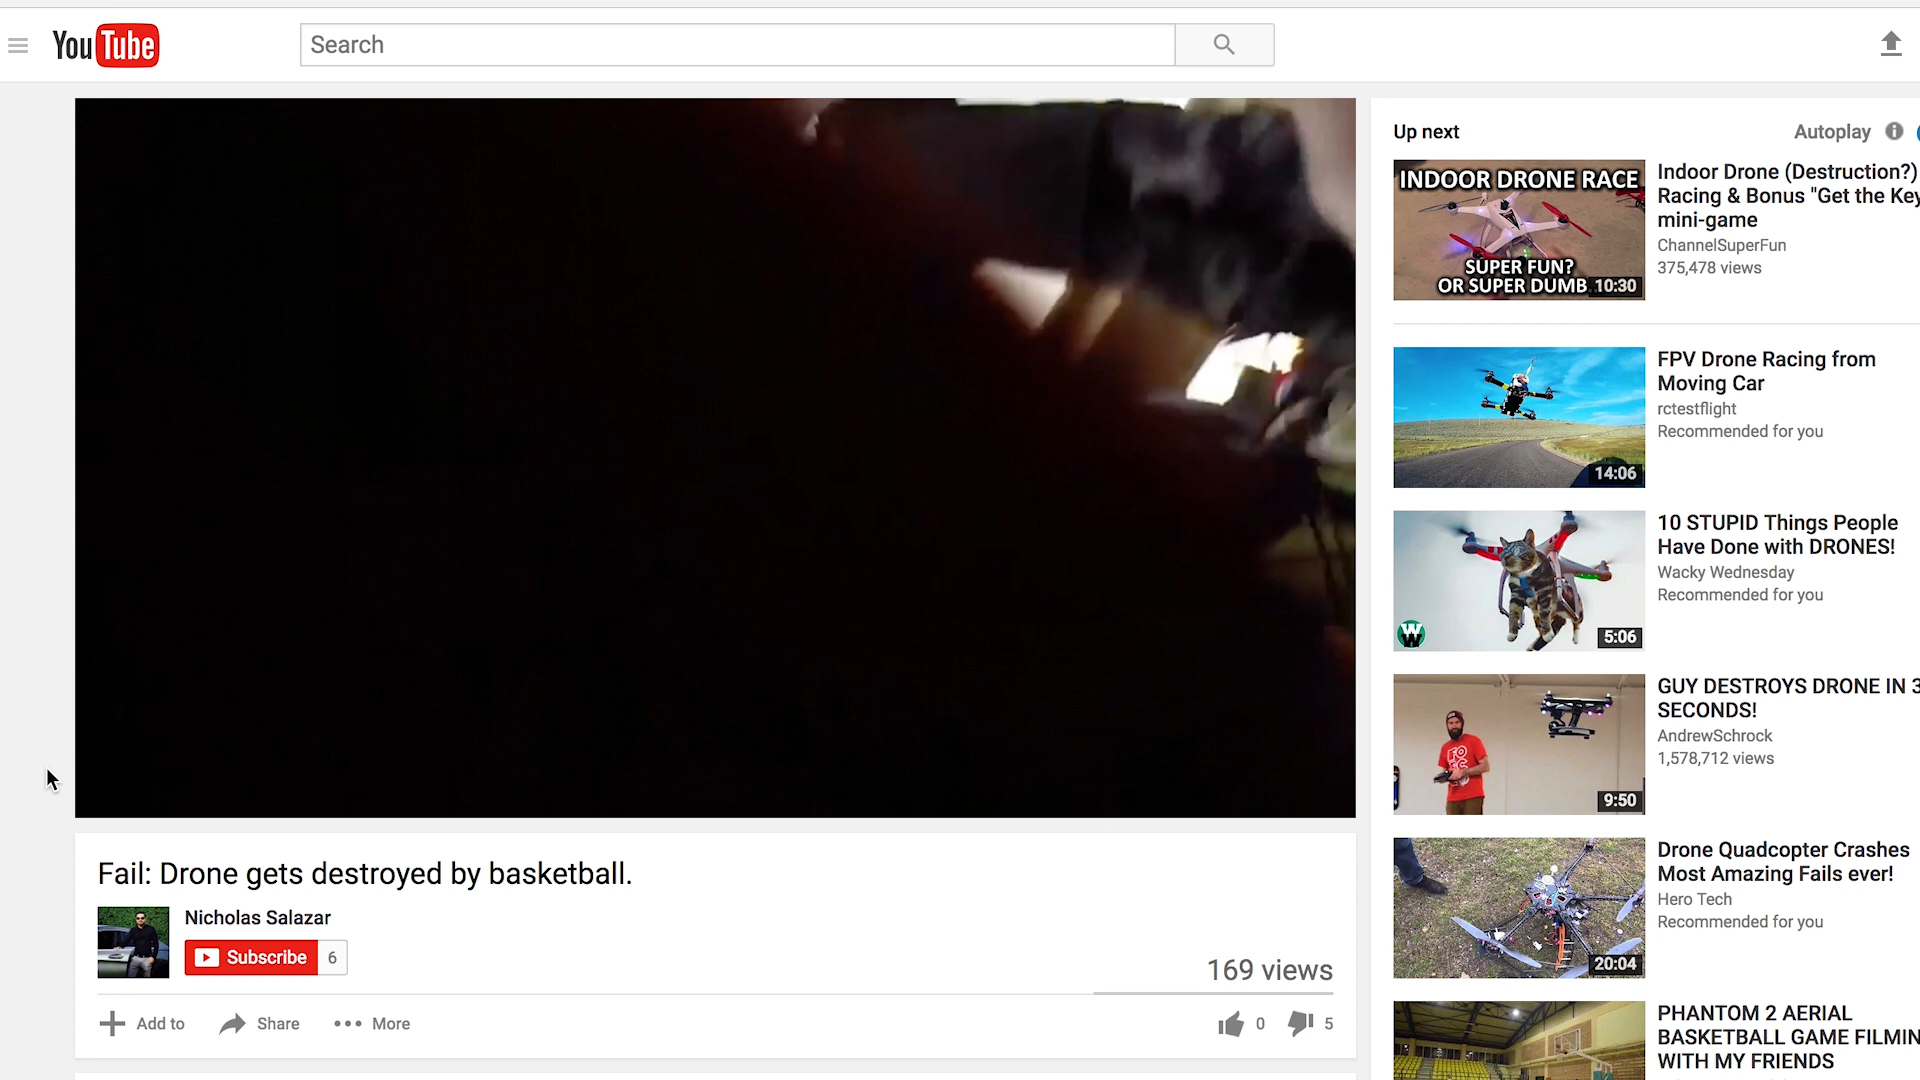 YouTube
Search
Up next
Autoplay
INDOOR DRONE RACE
SUPER FUN?
OR SUPER DUMB
10:30
Indoor Drone (Destruction?)
Racing & Bonus "Get the Key
mini-game
ChannelSuperFun
375,478 views
14:06
FPV Drone Racing from
Moving Car
rctestflight
Recommended for you
W
5:06
10 STUPID Things People
Have Done with DRONES!
Wacky Wednesday
Recommended for you
9:50
GUY DESTROYS DRONE IN 3
SECONDS!
AndrewSchrock
1,578,712 views
20:04
Drone Quadcopter Crashes
Most Amazing Fails ever!
Hero Tech
Recommended for you
PHANTOM 2 AERIAL
BASKETBALL GAME FILMIN
WITH MY FRIENDS
Fail: Drone gets destroyed by basketball.
Nicholas Salazar
Subscribe 6
169 views
Add to Share More
0 5